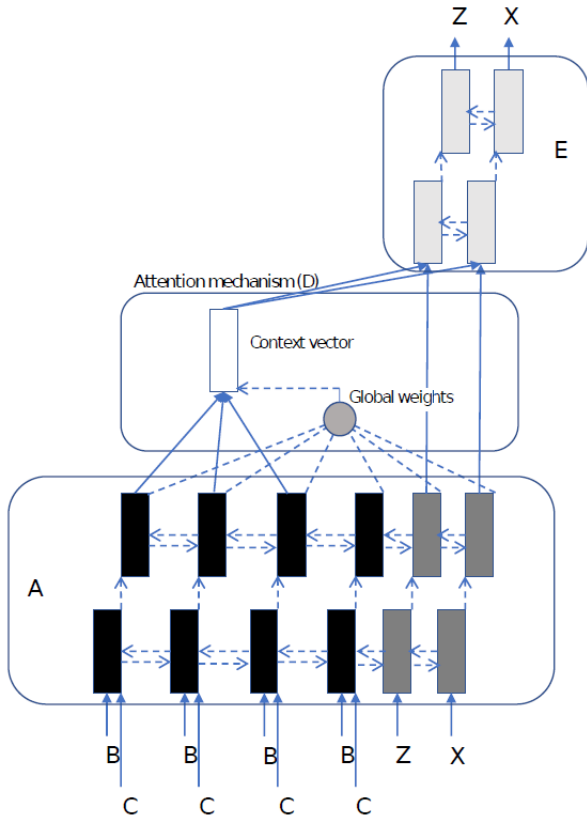 Z X
E
Attention mechanism (D)
Context vector
Global weights
A
B B B B Z X
C C C C